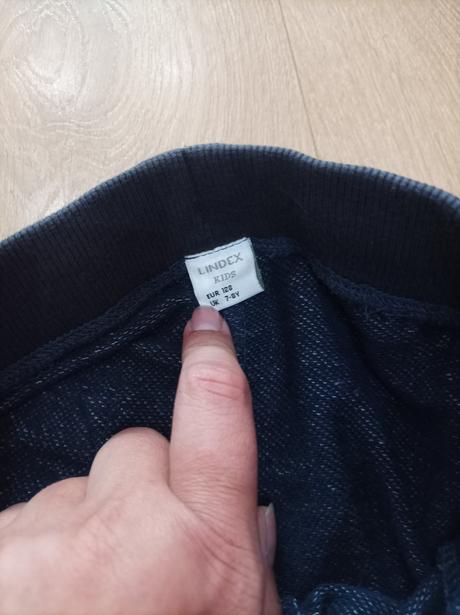 LINDEX
KIDS
EUR 128
UK 7-8Y